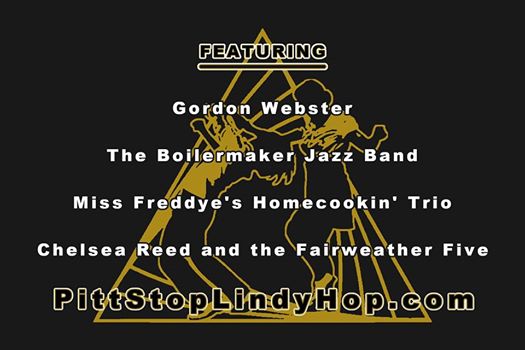 FEATURING
Gordon Webster
The Boilermaker Jazz Band
Miss Freddye's Homecookin' Trio
Chelsea Reed and the Fairweather Five
PittStopLindyHop.com